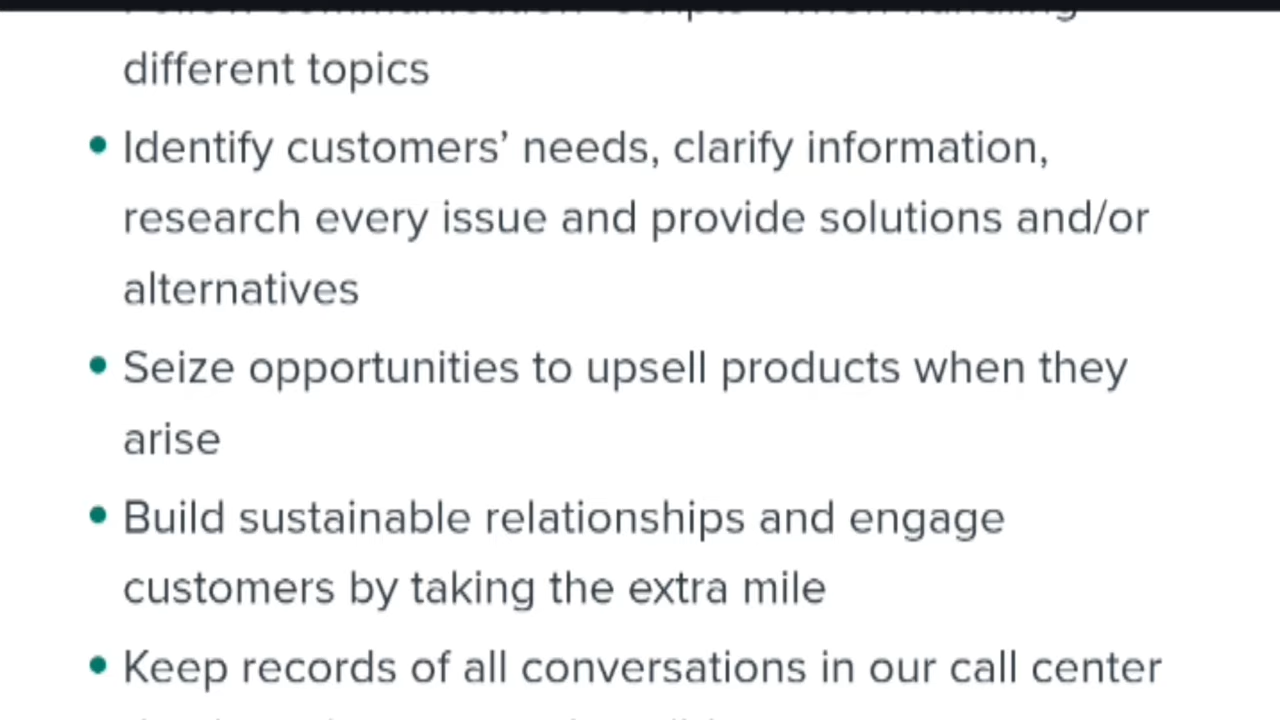 different topics
• Identify customers’ needs, clarify information,
research every issue and provide solutions and/or
alternatives
• Seize opportunities to upsell products when they
arise
• Build sustainable relationships and engage
customers by taking the extra mile
• Keep records of all conversations in our call center